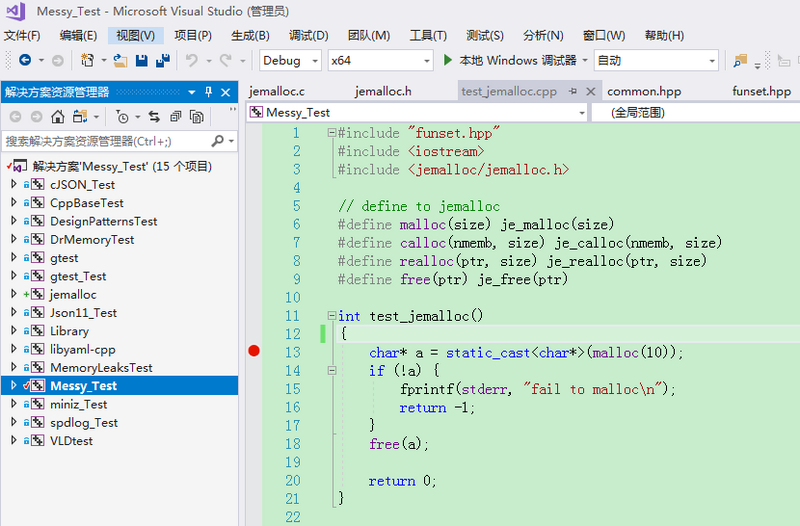 Messy_Test - Microsoft Visual Studio (管理员)
文件(F) 编辑(E) 视图(V) 项目(P) 生成(B) 调试(D) 团队(M) 工具(T) 测试(S) 分析(N) 窗口(W) 帮助(H)
Debug x64 本地 Windows 调试器 自动
解决方案资源管理器
搜索解决方案资源管理器(Ctrl+;)
解决方案'Messy_Test' (15 个项目)
cJSON_Test
CppBaseTest
DesignPatternsTest
DrMemoryTest
gtest
gtest_Test
jemalloc
Json11_Test
Library
libyaml-cpp
MemoryLeaksTest
Messy_Test
miniz_Test
spdlog_Test
VLDtest
jemalloc.c jemalloc.h test_jemalloc.cpp common.hpp funset.hpp
Messy_Test (全局范围)
1 #include "funset.hpp"
2 #include <iostream>
3 #include <jemalloc/jemalloc.h>
4
5 // define to jemalloc
6 #define malloc(size) je_malloc(size)
7 #define calloc(nmemb, size) je_calloc(nmemb, size)
8 #define realloc(ptr, size) je_realloc(ptr, size)
9 #define free(ptr) je_free(ptr)
10
11 int test_jemalloc()
12 {
13 char* a = static_cast<char*>(malloc(10));
14 if (!a) {
15 fprintf(stderr, "fail to malloc\n");
16 return -1;
17 }
18 free(a);
19
20 return 0;
21 }
22